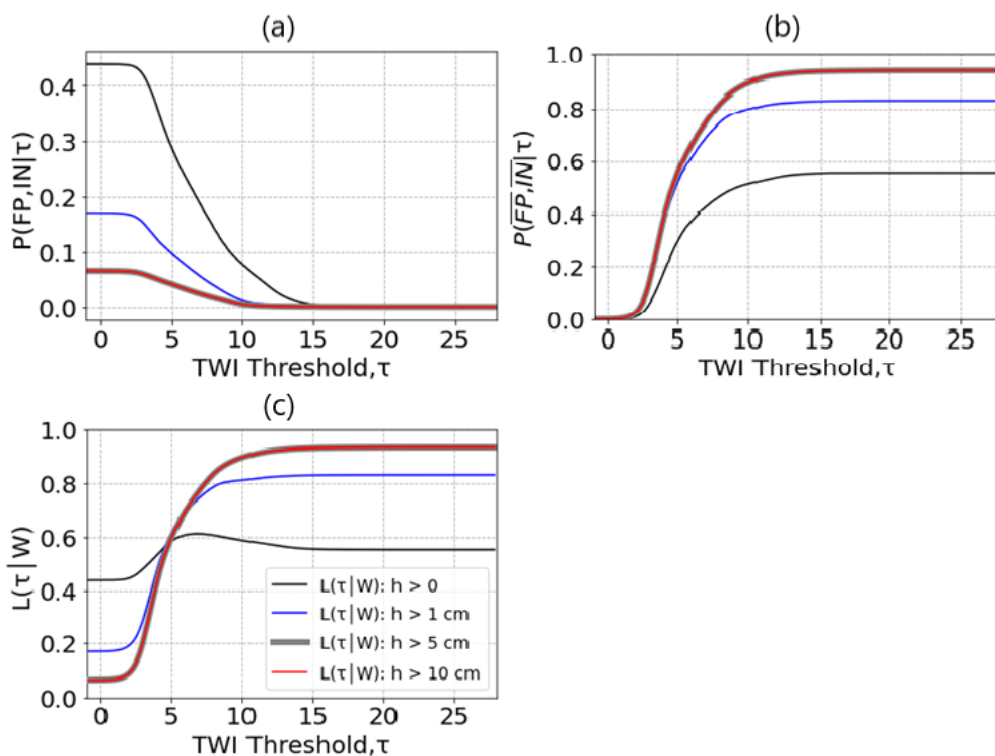 (a)
P(FP,IN|τ)
0.4
0.3
0.2
0.1
0.0
0 5 10 15 20 25
TWI Threshold,τ
(b)
P(F̅P̅,I̅N̅|τ)
1.0
0.8
0.6
0.4
0.2
0.0
0 5 10 15 20 25
TWI Threshold,τ
(c)
L(τ|W)
1.0
0.8
0.6
0.4
0.2
0.0
0 5 10 15 20 25
TWI Threshold,τ
L(τ|W): h > 0
L(τ|W): h > 1 cm
L(τ|W): h > 5 cm
L(τ|W): h > 10 cm